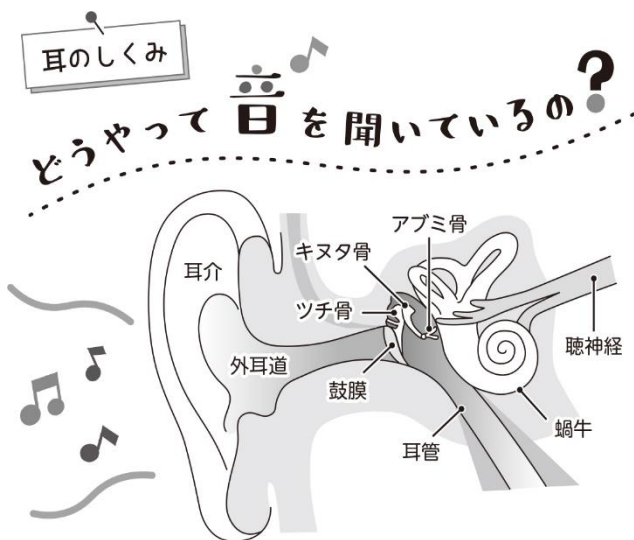 耳のしくみ
どうやって音を聞いているの?
アブミ骨
キヌタ骨
耳介
ツチ骨
聴神経
外耳道
鼓膜
蝸牛
耳管